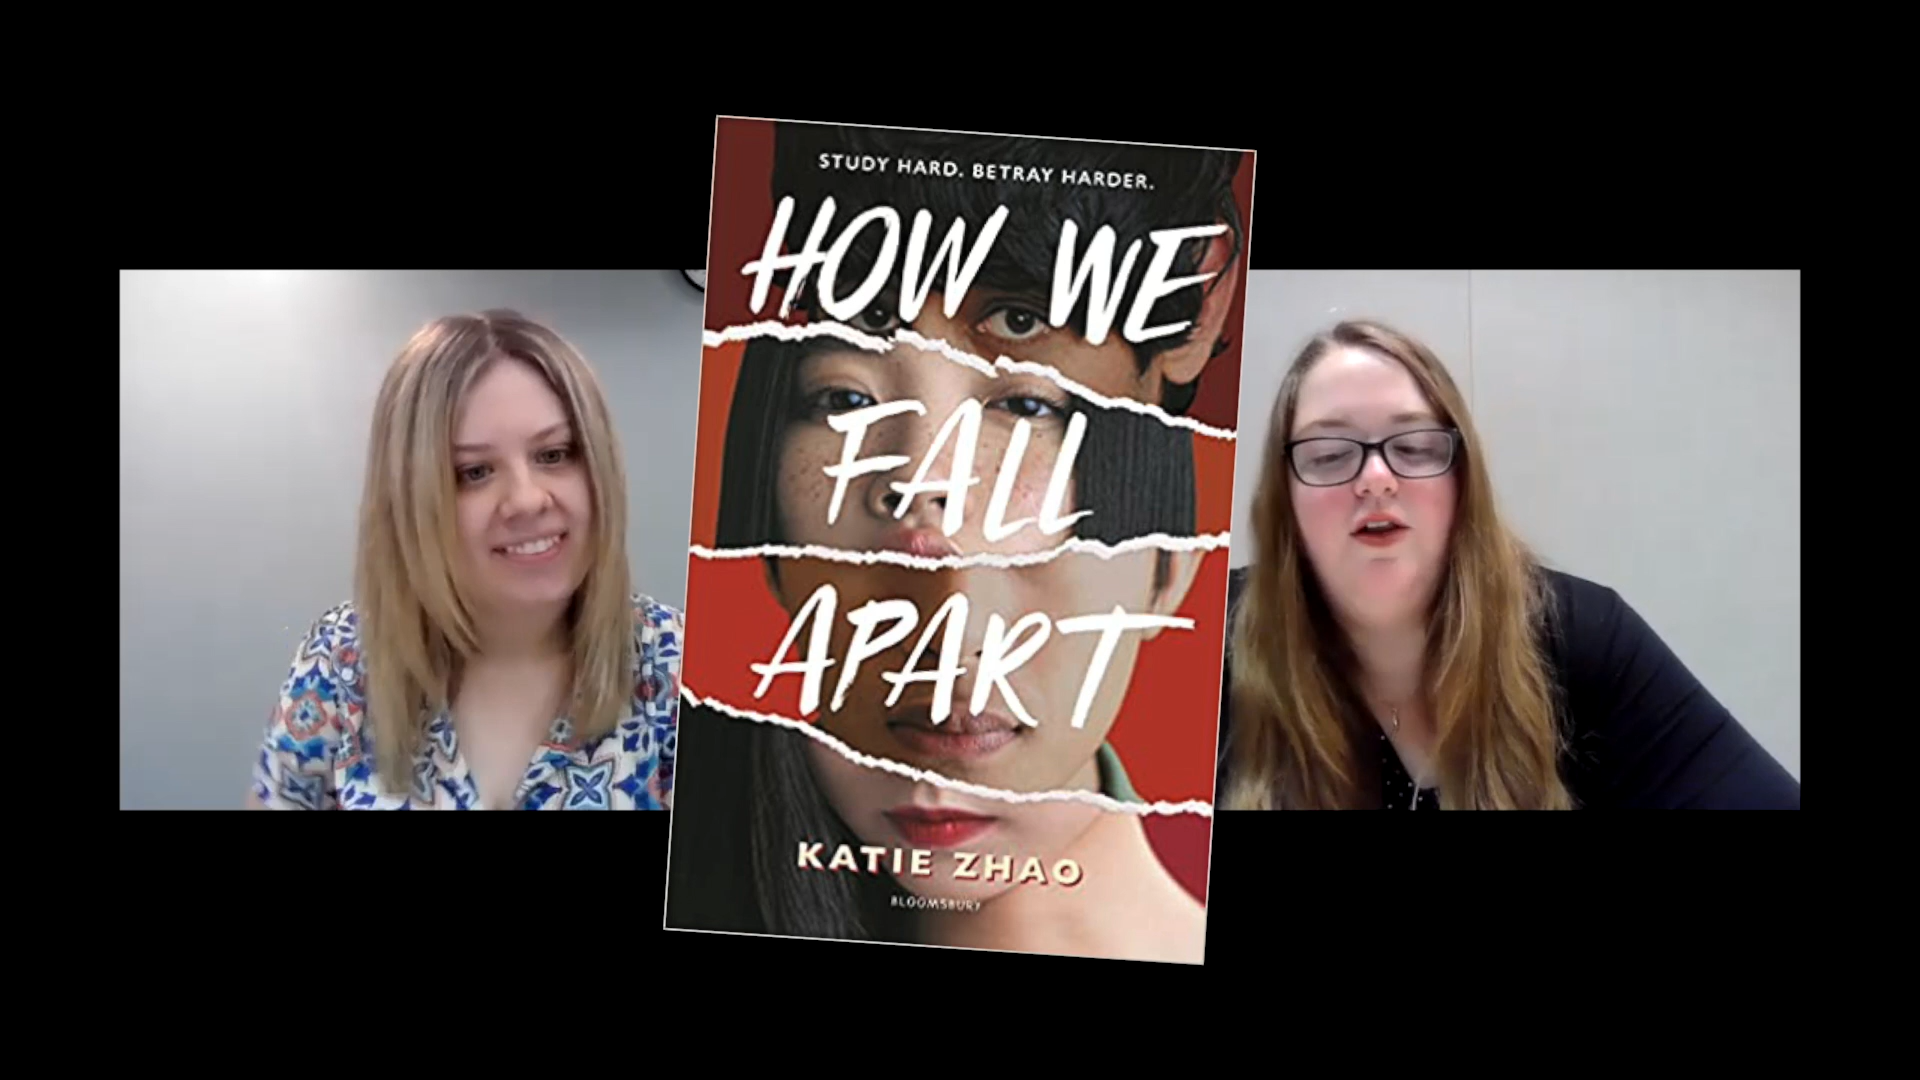 STUDY HARD. BETRAY HARDER.
HOW WE
FALL
APART
KATIE ZHAO
BLOOMSBURY